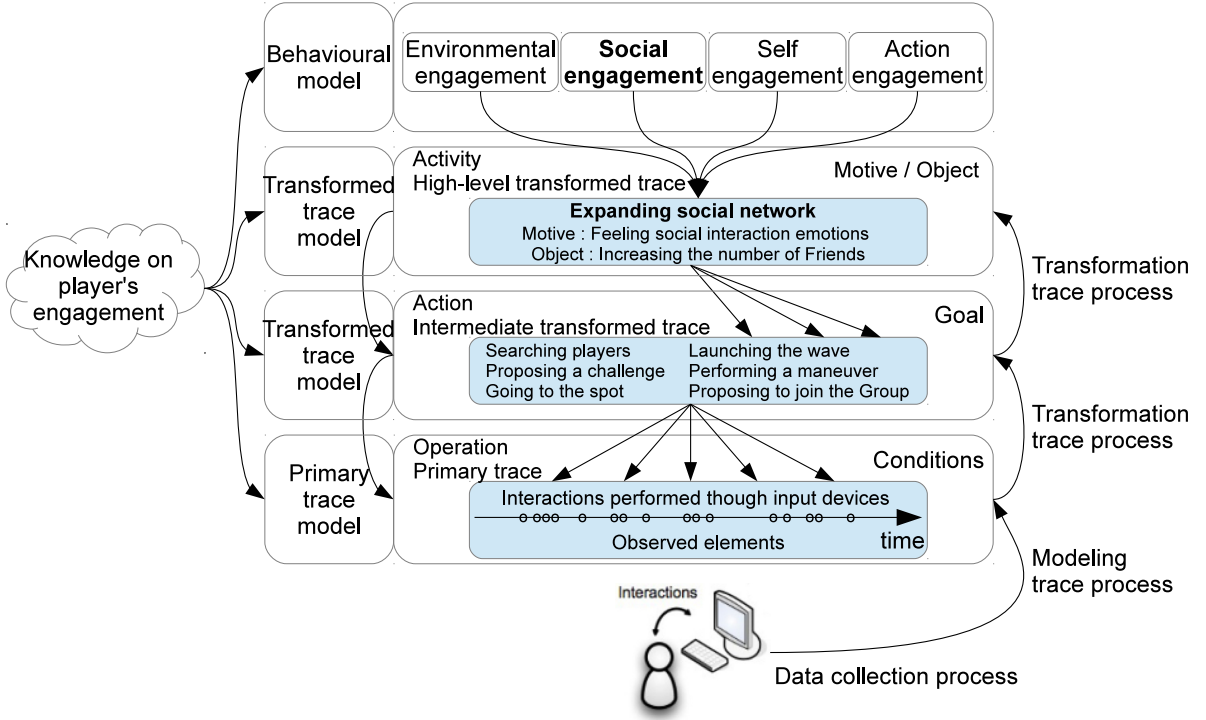 Behavioural
model
Environmental
engagement
Social
engagement
Self
engagement
Action
engagement
Knowledge on
player's
engagement
Transformed
trace
model
Activity
High-level transformed trace
Motive / Object
Expanding social network
Motive : Feeling social interaction emotions
Object : Increasing the number of Friends
Transformation
trace process
Transformed
trace
model
Action
Intermediate transformed trace
Goal
Searching players
Proposing a challenge
Going to the spot
Launching the wave
Performing a maneuver
Proposing to join the Group
Transformation
trace process
Primary
trace
model
Operation
Primary trace
Conditions
Interactions performed though input devices
time
Observed elements
Modeling
trace process
Interactions
Data collection process